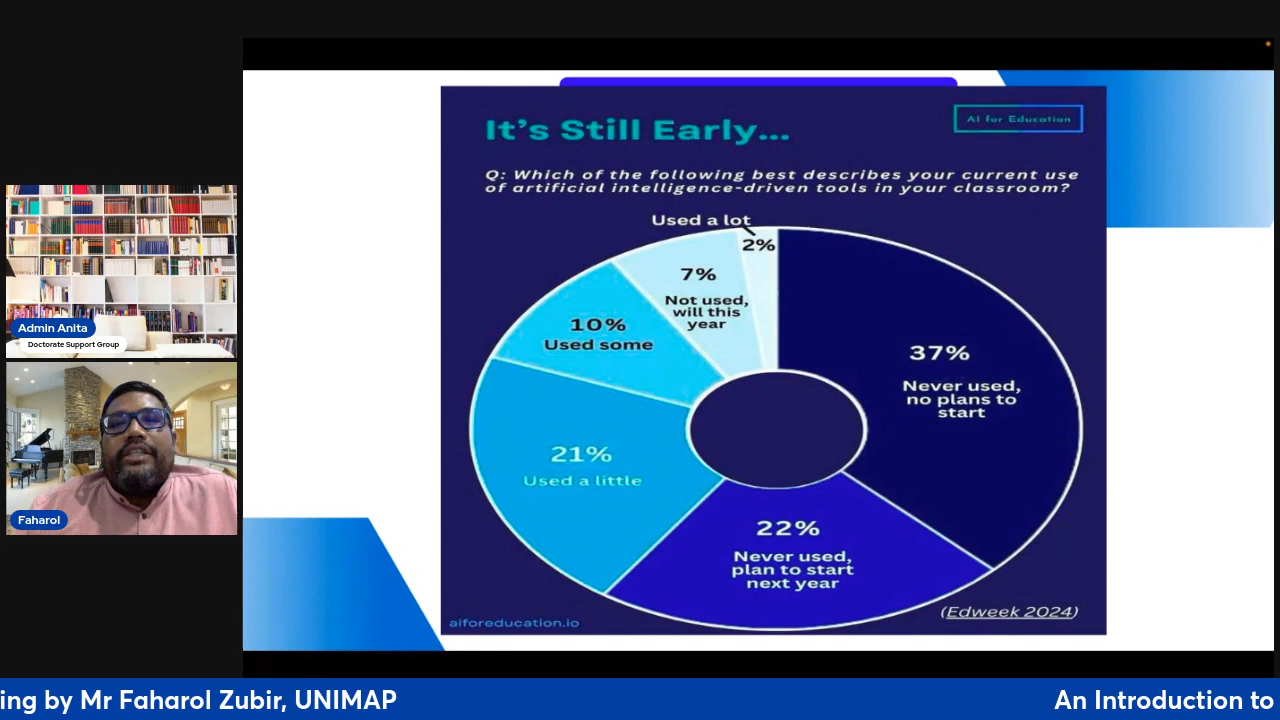 It's Still Early...
AI for Education
Q: Which of the following best describes your current use
of artificial intelligence-driven tools in your classroom?
Used a lot
2%
7%
Not used,
will this
year
10%
Used some
37%
Never used,
no plans to
start
21%
Used a little
22%
Never used,
plan to start
next year
(Edweek 2024)
aiforeducation.io
Admin Anita
Doctorate Support Group
Faharol
ing by Mr Faharol Zubir, UNIMAP
An Introduction to